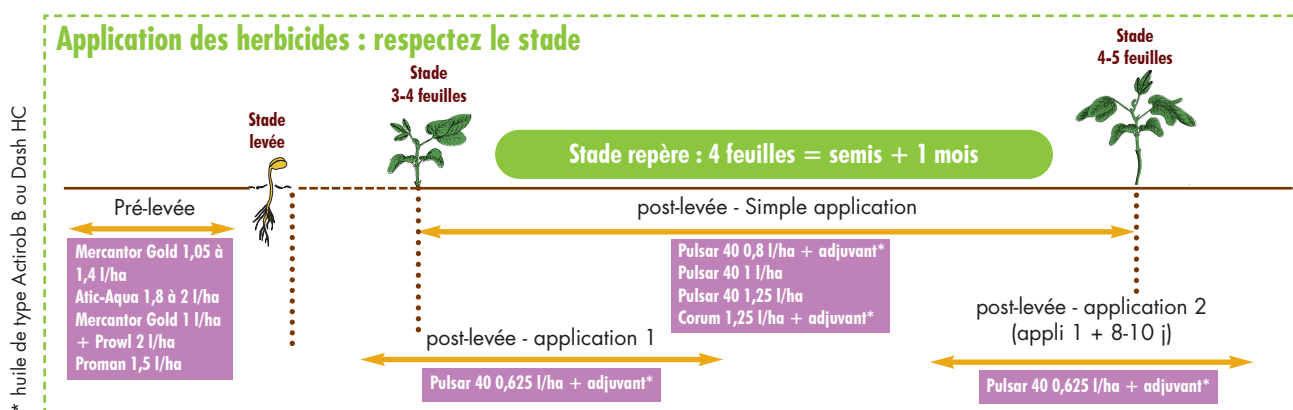 Application des herbicides : respectez le stade
Stade
levée
Stade
3-4 feuilles
Stade repère : 4 feuilles = semis + 1 mois
Stade
4-5 feuilles
Pré-levée
Mercantor Gold 1,05 à
1,4 l/ha
Atic-Aqua 1,8 à 2 l/ha
Mercantor Gold 1 l/ha
+ Prowl 2 l/ha
Proman 1,5 l/ha
post-levée - Simple application
Pulsar 40 0,8 l/ha + adjuvant*
Pulsar 40 1 l/ha
Pulsar 40 1,25 l/ha
Corum 1,25 l/ha + adjuvant*
post-levée - application 1
Pulsar 40 0,625 l/ha + adjuvant*
post-levée - application 2
(appli 1 + 8-10 j)
Pulsar 40 0,625 l/ha + adjuvant*
* huile de type Actirob B ou Dash HC